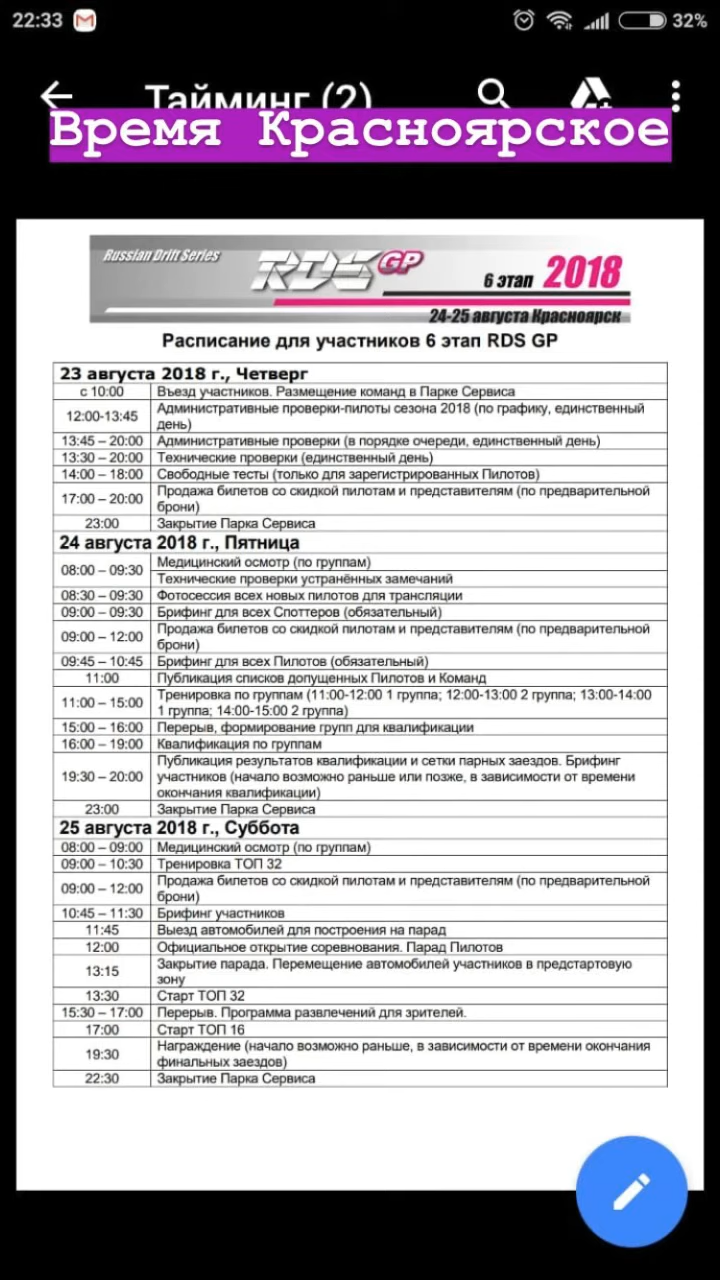 22:33
32%
Тайминг (2)
Время Красноярское
Russian Drift Series
RDS GP
6 этап 2018
24-25 августа Красноярск
Расписание для участников 6 этап RDS GP
23 августа 2018 г., Четверг
с 10:00 Въезд участников. Размещение команд в Парке Сервиса
12:00-13:45 Административные проверки-пилоты сезона 2018 (по графику, единственный
день)
13:45 – 20:00 Административные проверки (в порядке очереди, единственный день)
13:30 – 20:00 Технические проверки (единственный день)
14:00 – 18:00 Свободные тесты (только для зарегистрированных Пилотов)
17:00 – 20:00 Продажа билетов со скидкой пилотам и представителям (по предварительной
брони)
23:00 Закрытие Парка Сервиса
24 августа 2018 г., Пятница
08:00 – 09:30 Медицинский осмотр (по группам)
Технические проверки устранённых замечаний
08:30 – 09:30 Фотосессия всех новых пилотов для трансляции
09:00 – 09:30 Брифинг для всех Споттеров (обязательный)
09:00 – 12:00 Продажа билетов со скидкой пилотам и представителям (по предварительной
брони)
09:45 – 10:45 Брифинг для всех Пилотов (обязательный)
11:00 Публикация списков допущенных Пилотов и Команд
11:00 – 15:00 Тренировка по группам (11:00-12:00 1 группа; 12:00-13:00 2 группа; 13:00-14:00
1 группа; 14:00-15:00 2 группа)
15:00 – 16:00 Перерыв, формирование групп для квалификации
16:00 – 19:00 Квалификация по группам
19:30 – 20:00 Публикация результатов квалификации и сетки парных заездов. Брифинг
участников (начало возможно раньше или позже, в зависимости от времени
окончания квалификации)
23:00 Закрытие Парка Сервиса
25 августа 2018 г., Суббота
08:00 – 09:00 Медицинский осмотр (по группам)
09:00 – 10:30 Тренировка ТОП 32
09:00 – 12:00 Продажа билетов со скидкой пилотам и представителям (по предварительной
брони)
10:45 – 11:30 Брифинг участников
11:45 Выезд автомобилей для построения на парад
12:00 Официальное открытие соревнования. Парад Пилотов
13:15 Закрытие парада. Перемещение автомобилей участников в предстартовую
зону
13:30 Старт ТОП 32
15:30 – 17:00 Перерыв. Программа развлечений для зрителей.
17:00 Старт ТОП 16
19:30 Награждение (начало возможно раньше, в зависимости от времени окончания
финальных заездов)
22:30 Закрытие Парка Сервиса